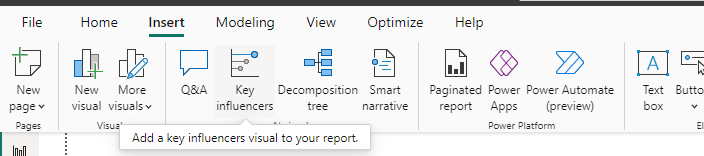 File Home Insert Modeling View Optimize Help
New page
New visual
More visuals
Q&A
Key influencers
Decomposition tree
Smart narrative
Paginated report
Power Apps
Power Automate (preview)
Text box
Pages
Power Platform
Add a key influencers visual to your report.